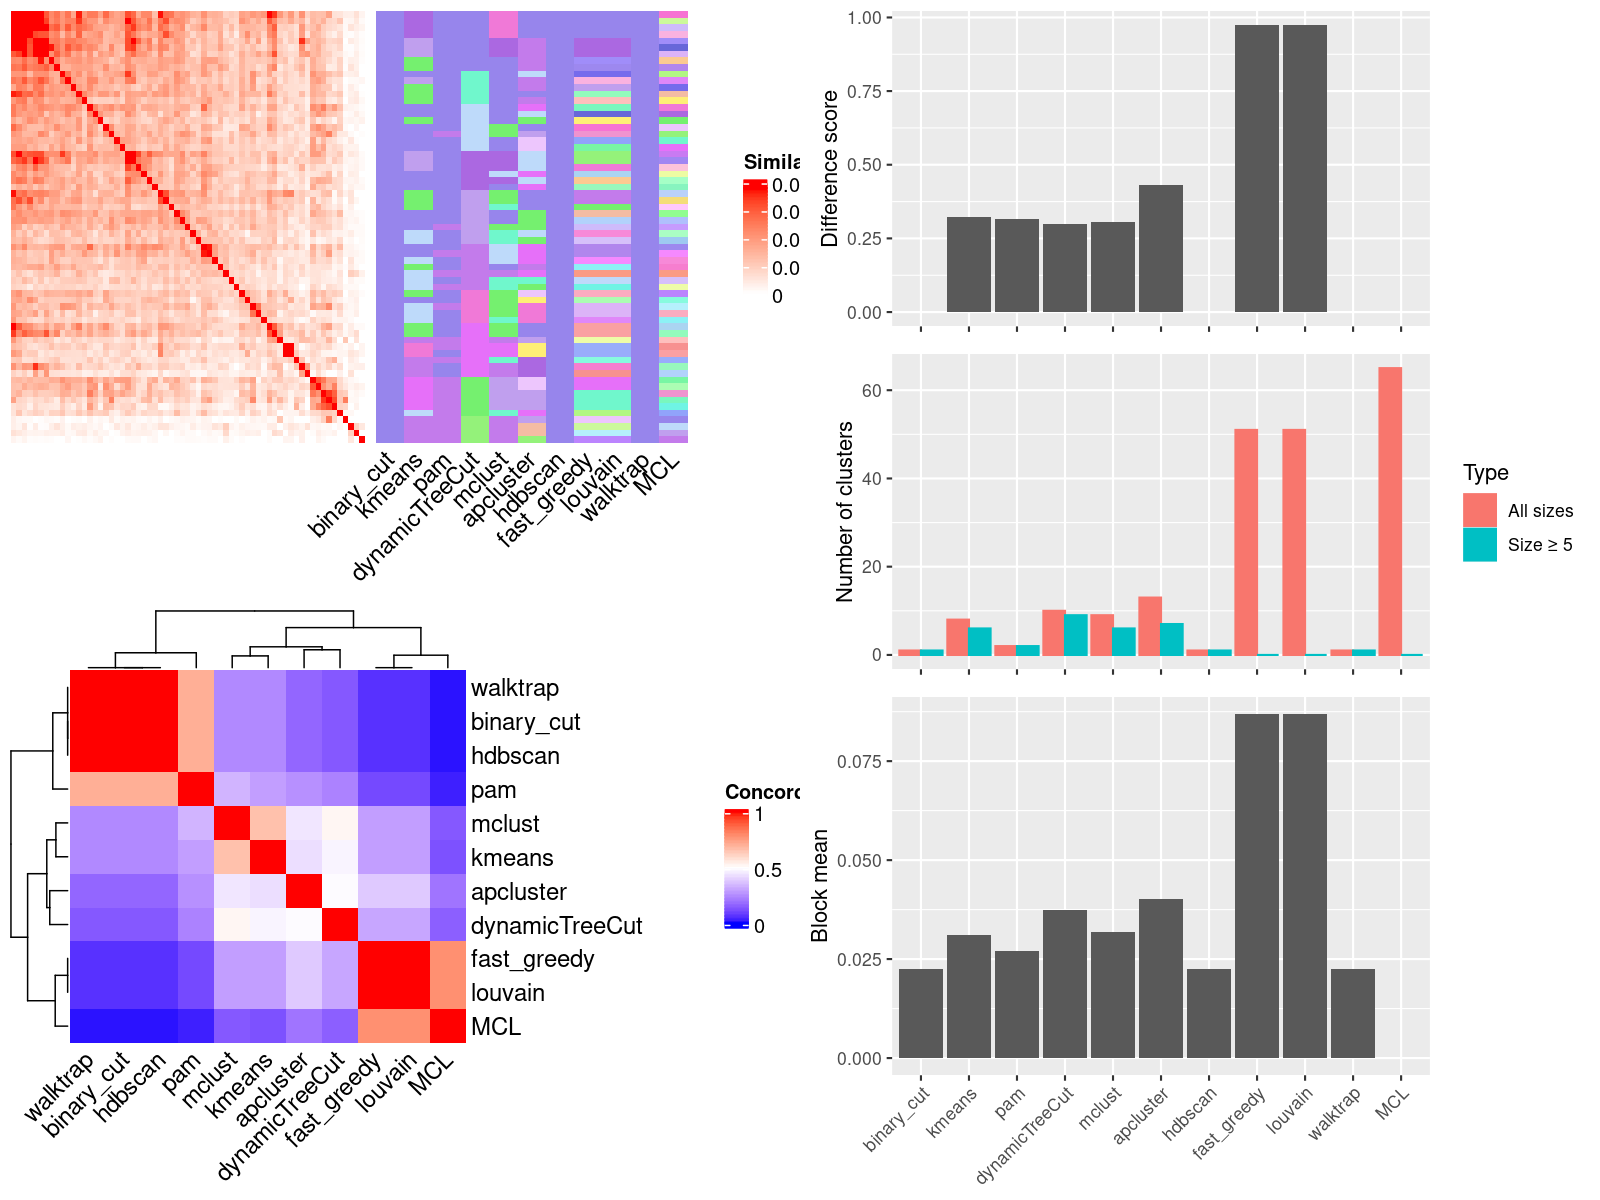 Simila
0.0
0.0
0.0
0.0
0
binary_cut
kmeans
pam
dynamicTreeCut
mclust
apcluster
hdbscan
fast_greedy
louvain
walktrap
MCL
walktrap
binary_cut
hdbscan
pam
mclust
kmeans
apcluster
dynamicTreeCut
fast_greedy
louvain
MCL
walktrap
binary_cut
hdbscan
pam
mclust
kmeans
apcluster
dynamicTreeCut
fast_greedy
louvain
MCL
Concord
1
0.5
0
Difference score
1.00
0.75
0.50
0.25
0.00
Number of clusters
60
40
20
0
Type
All sizes
Size ≥ 5
Block mean
0.075
0.050
0.025
0.000
binary_cut
kmeans
pam
dynamicTreeCut
mclust
apcluster
hdbscan
fast_greedy
louvain
walktrap
MCL